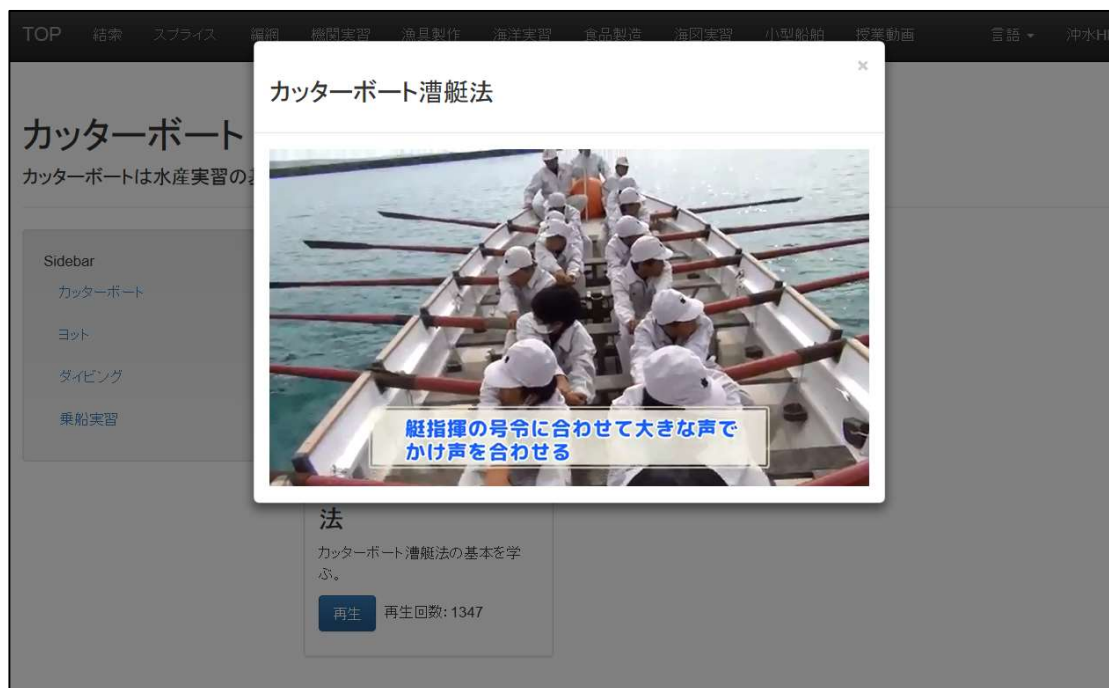 TOP 結索 スプライス 編網 機関実習 漁具製作 海洋実習 食品製造 海図実習 小型船舶 授業動画 言語 沖水H
×
カッターボート漕艇法
カッターボート
カッターボートは水産実習の
Sidebar
カッターボート
ヨット
ダイビング
乗船実習
艇指揮の号令に合わせて大きな声で
かけ声を合わせる
法
カッターボート漕艇法の基本を学
ぶ。
再生 再生回数: 1347